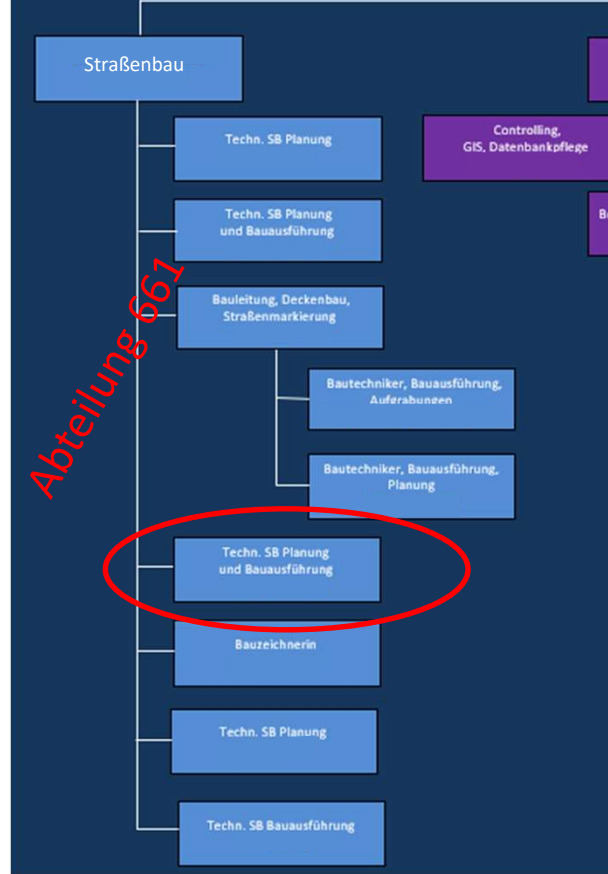 Straßenbau
Techn. SB Planung
Controlling,
GIS, Datenbankpflege
Techn. SB Planung
und Bauausführung
Abteilung 661
Bauleitung, Deckenbau,
Straßenmarkierung
Bautechniker, Bauausführung,
Aufgrabungen
Bautechniker, Bauausführung,
Planung
Techn. SB Planung
und Bauausführung
Bauzeichnerin
Techn. SB Planung
Techn. SB Bauausführung